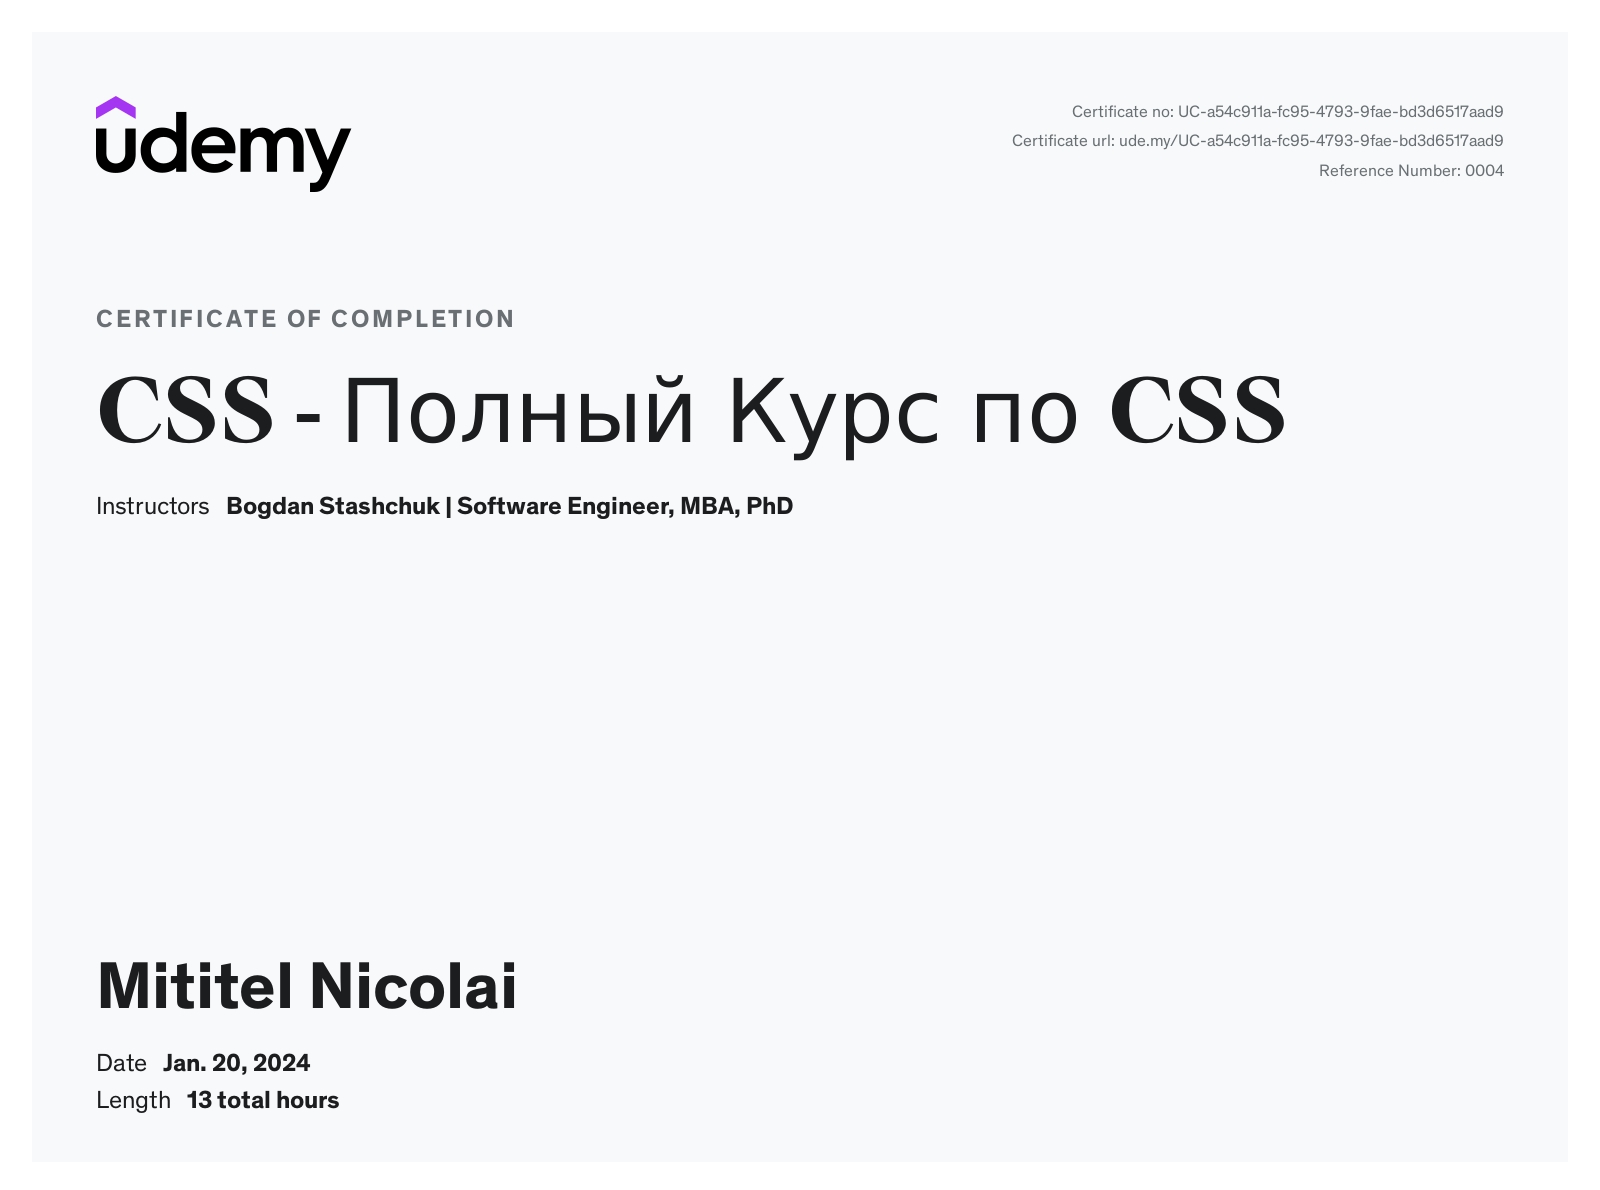 udemy
Certificate no: UC-a54c911a-fc95-4793-9fae-bd3d6517aad9
Certificate url: ude.my/UC-a54c911a-fc95-4793-9fae-bd3d6517aad9
Reference Number: 0004
CERTIFICATE OF COMPLETION
CSS - Полный Курс по CSS
Instructors Bogdan Stashchuk | Software Engineer, MBA, PhD
Mititel Nicolai
Date Jan. 20, 2024
Length 13 total hours